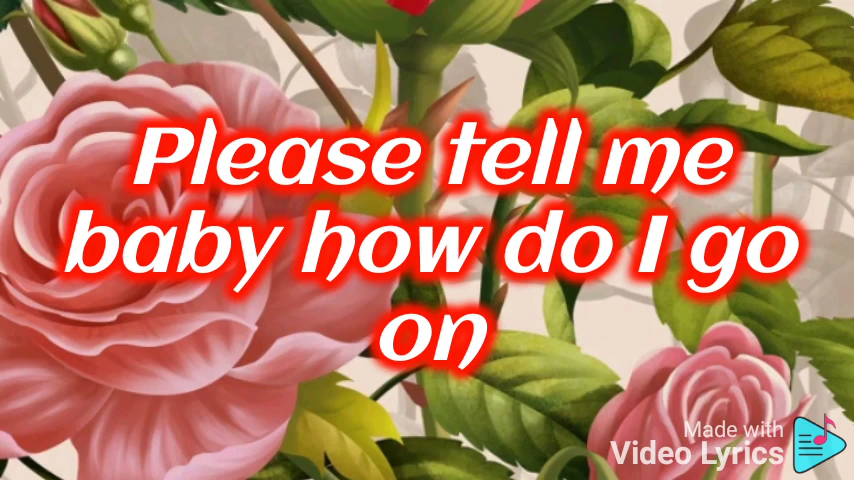 Please tell me
baby how do I go
on
Made with
Video Lyrics